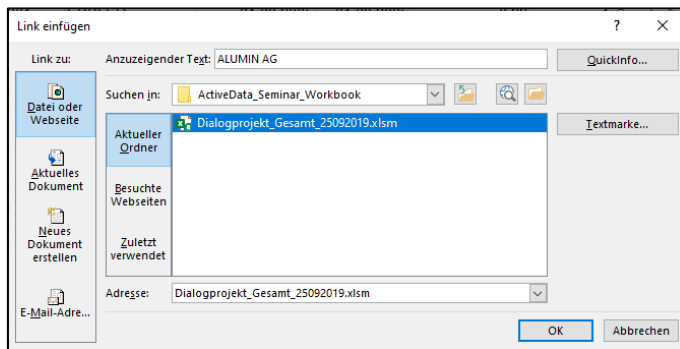 Link einfügen
?
Link zu:
Anzuzeigender Text: ALUMIN AG
QuickInfo...
Datei oder
Webseite
Suchen in: ActiveData_Seminar_Workbook
Aktueller
Ordner
Dialogprojekt_Gesamt_25092019.xlsm
Textmarke...
Aktuelles
Dokument
Besuchte
Webseiten
Neues
Dokument
erstellen
Zuletzt
verwendet
E-Mail-Adre...
Adresse: Dialogprojekt_Gesamt_25092019.xlsm
OK
Abbrechen